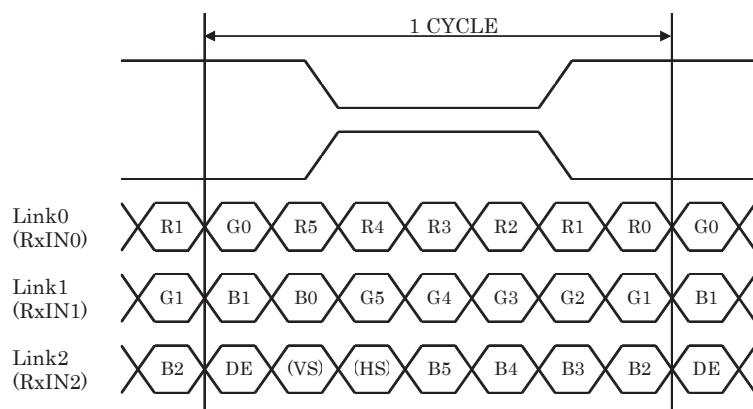 1 CYCLE
Link0
(RxIN0)
R1 G0 R5 R4 R3 R2 R1 R0 G0
Link1
(RxIN1)
G1 B1 B0 G5 G4 G3 G2 G1 B1
Link2
(RxIN2)
B2 DE (VS) (HS) B5 B4 B3 B2 DE